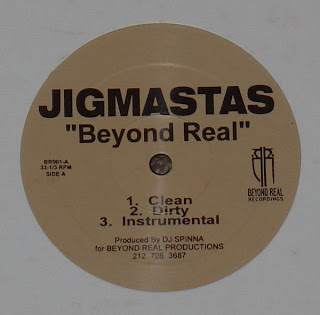 JIGMASTAS
"Beyond Real"
BR001-A
33-1/3 RPM
SIDE A
BEYOND REAL
RECORDINGS
1. Clean
2. Dirty
3. Instrumental
Produced By DJ SPINNA
for BEYOND REAL PRODUCTIONS
212. 726. 3687